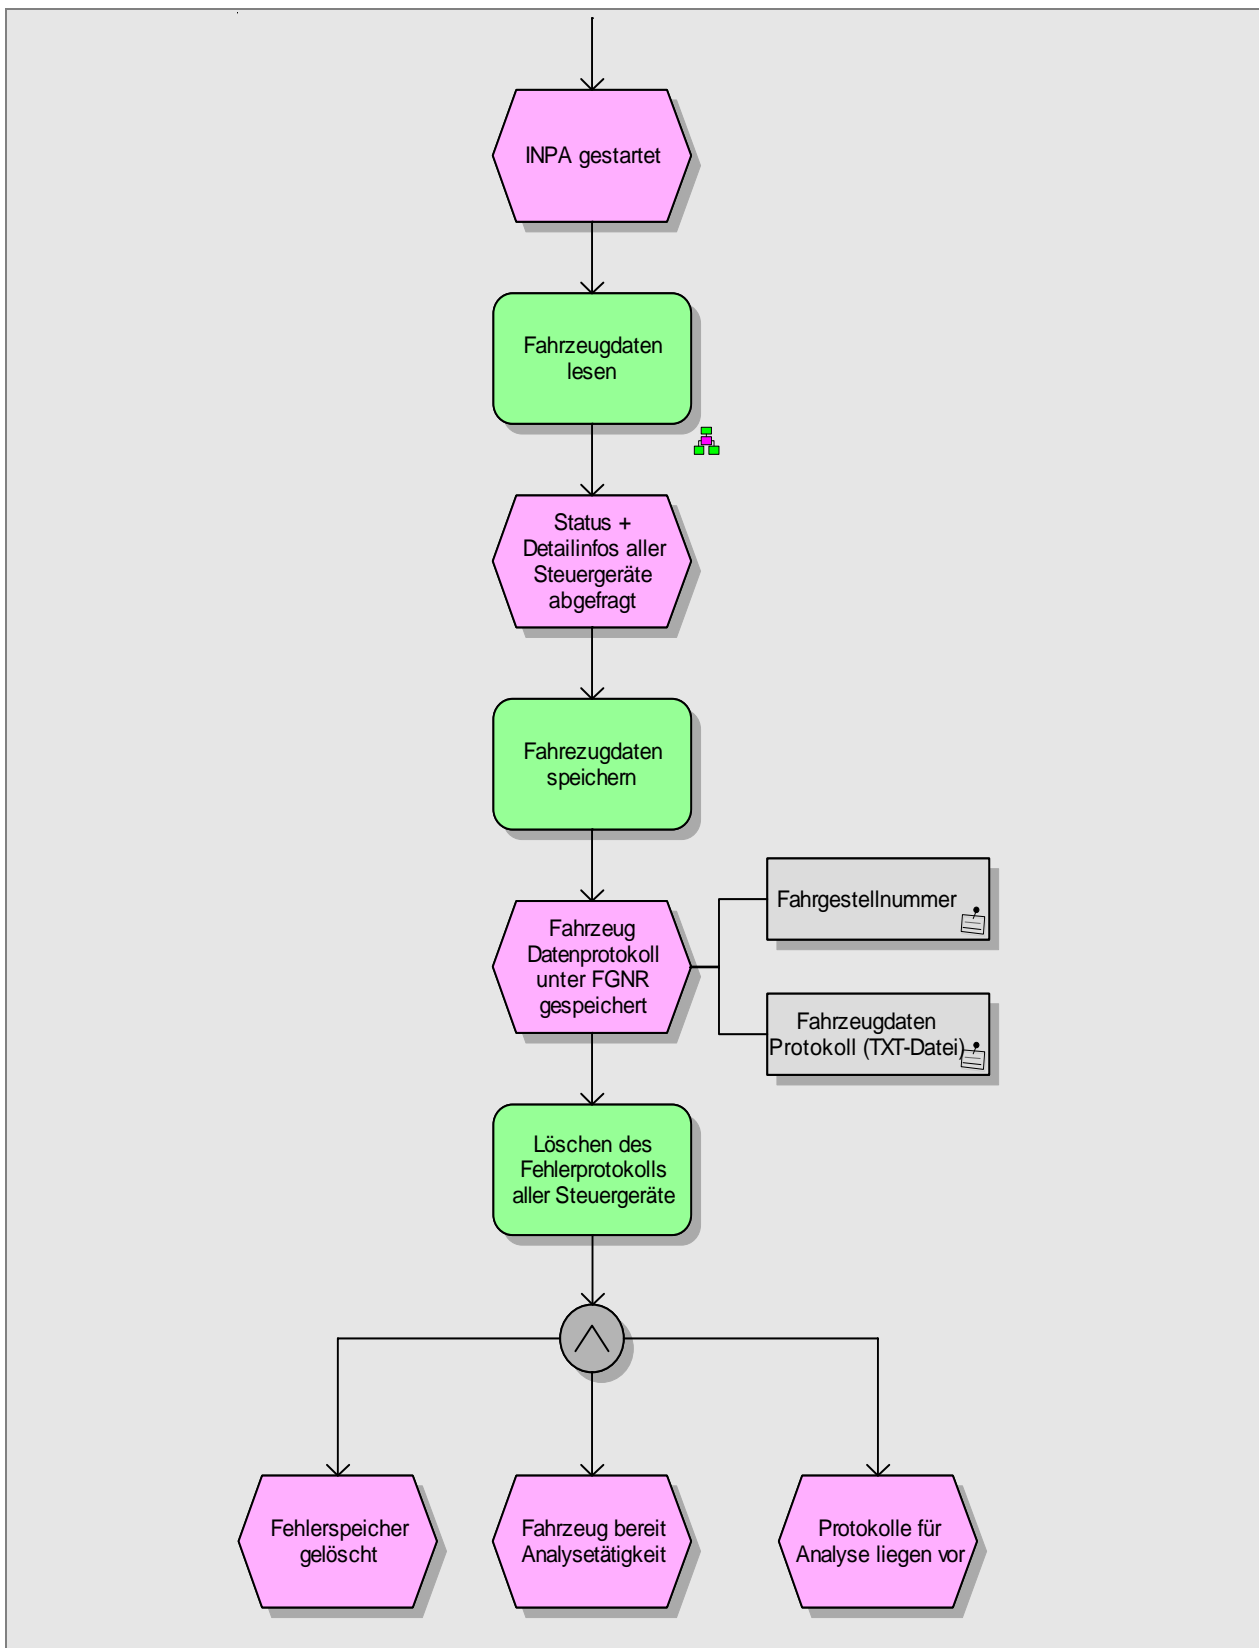 INPA gestartet
Fahrzeugdaten
lesen
Status +
Detailinfos aller
Steuergeräte
abgefragt
Fahrezugdaten
speichern
Fahrzeug
Datenprotokoll
unter FGNR
gespeichert
Fahrgestellnummer
Fahrzeugdaten
Protokoll (TXT-Datei)
Löschen des
Fehlerprotokolls
aller Steuergeräte
Fehlerspeicher
gelöscht
Fahrzeug bereit
Analysetätigkeit
Protokolle für
Analyse liegen vor